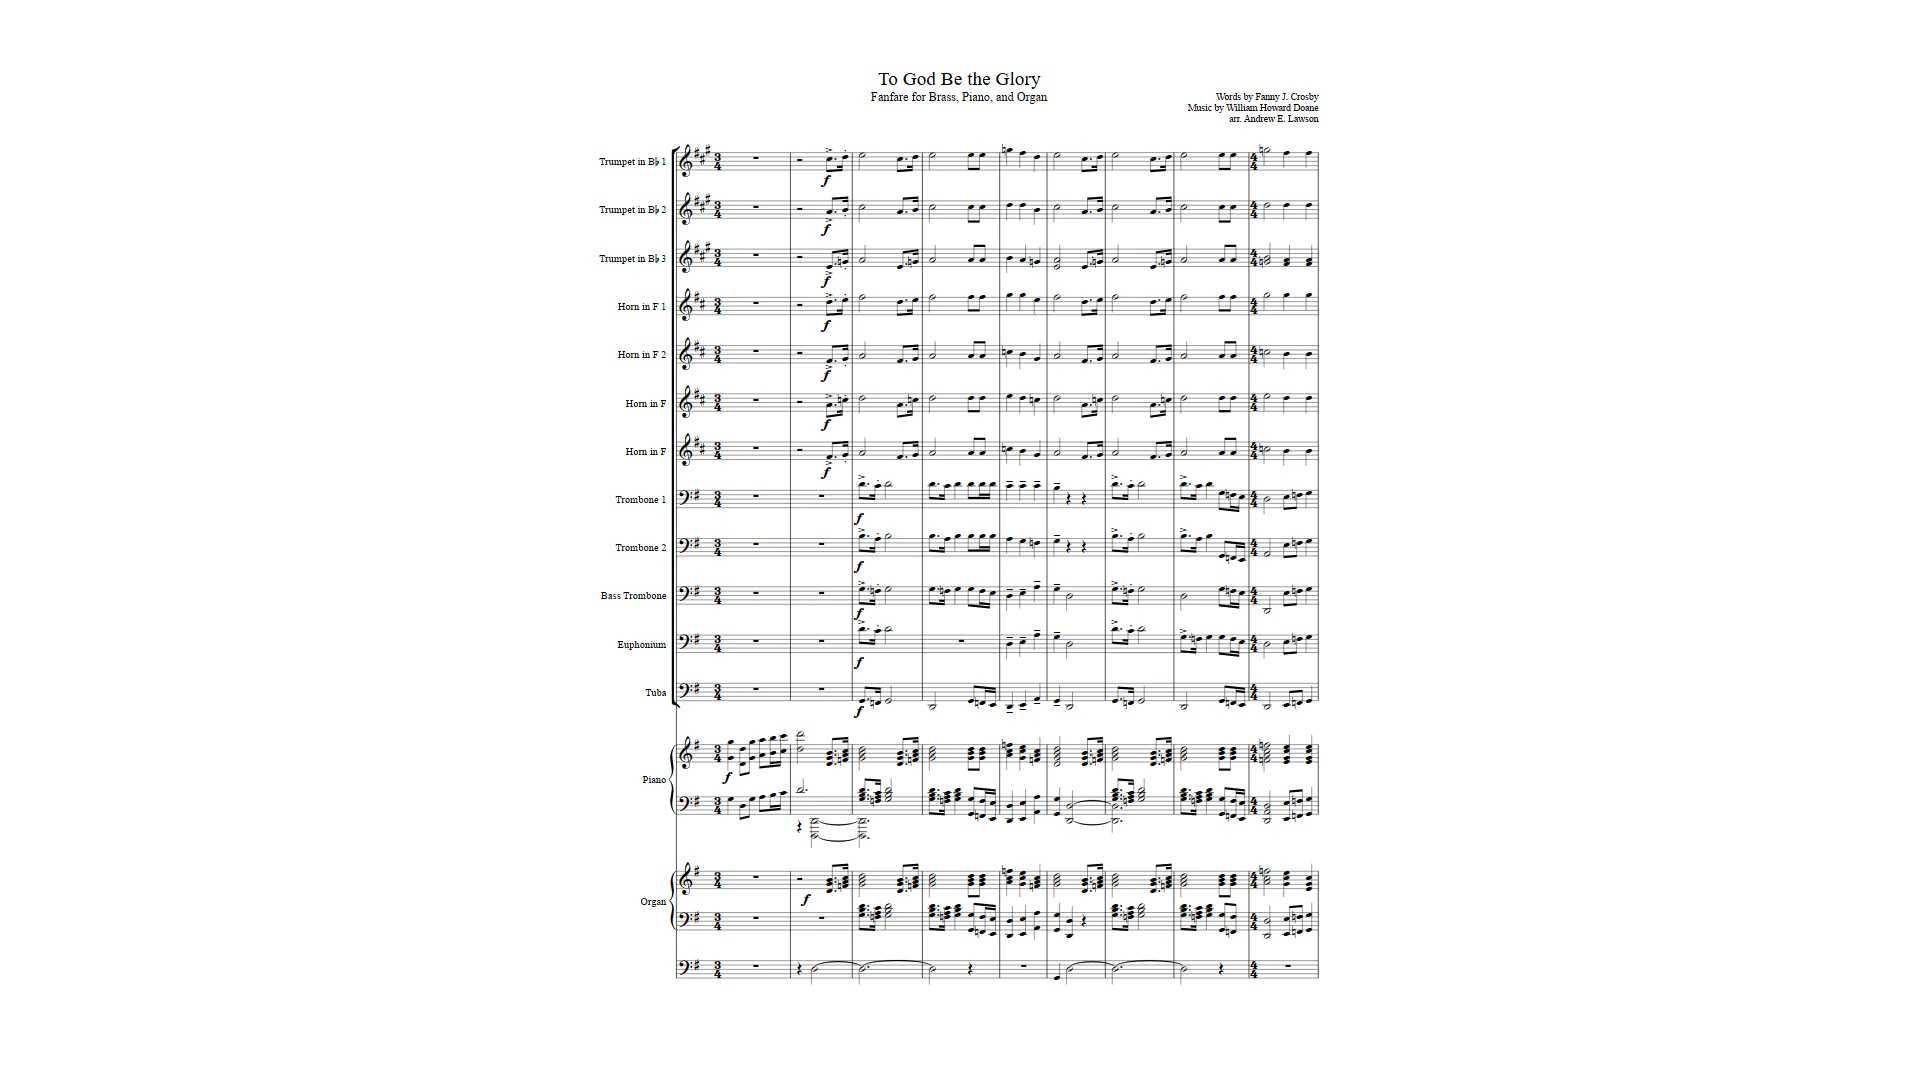 To God Be the Glory
Fanfare for Brass, Piano, and Organ
Words by Fanny J. Crosby
Music by William Howard Doane
arr. Andrew E. Lawson
Trumpet in B♭ 1
f
Trumpet in B♭ 2
f
Trumpet in B♭ 3
f
Horn in F 1
f
Horn in F 2
f
Horn in F
f
Horn in F
f
Trombone 1
f
Trombone 2
f
Bass Trombone
f
Euphonium
f
Tuba
f
Piano
f
Organ
f